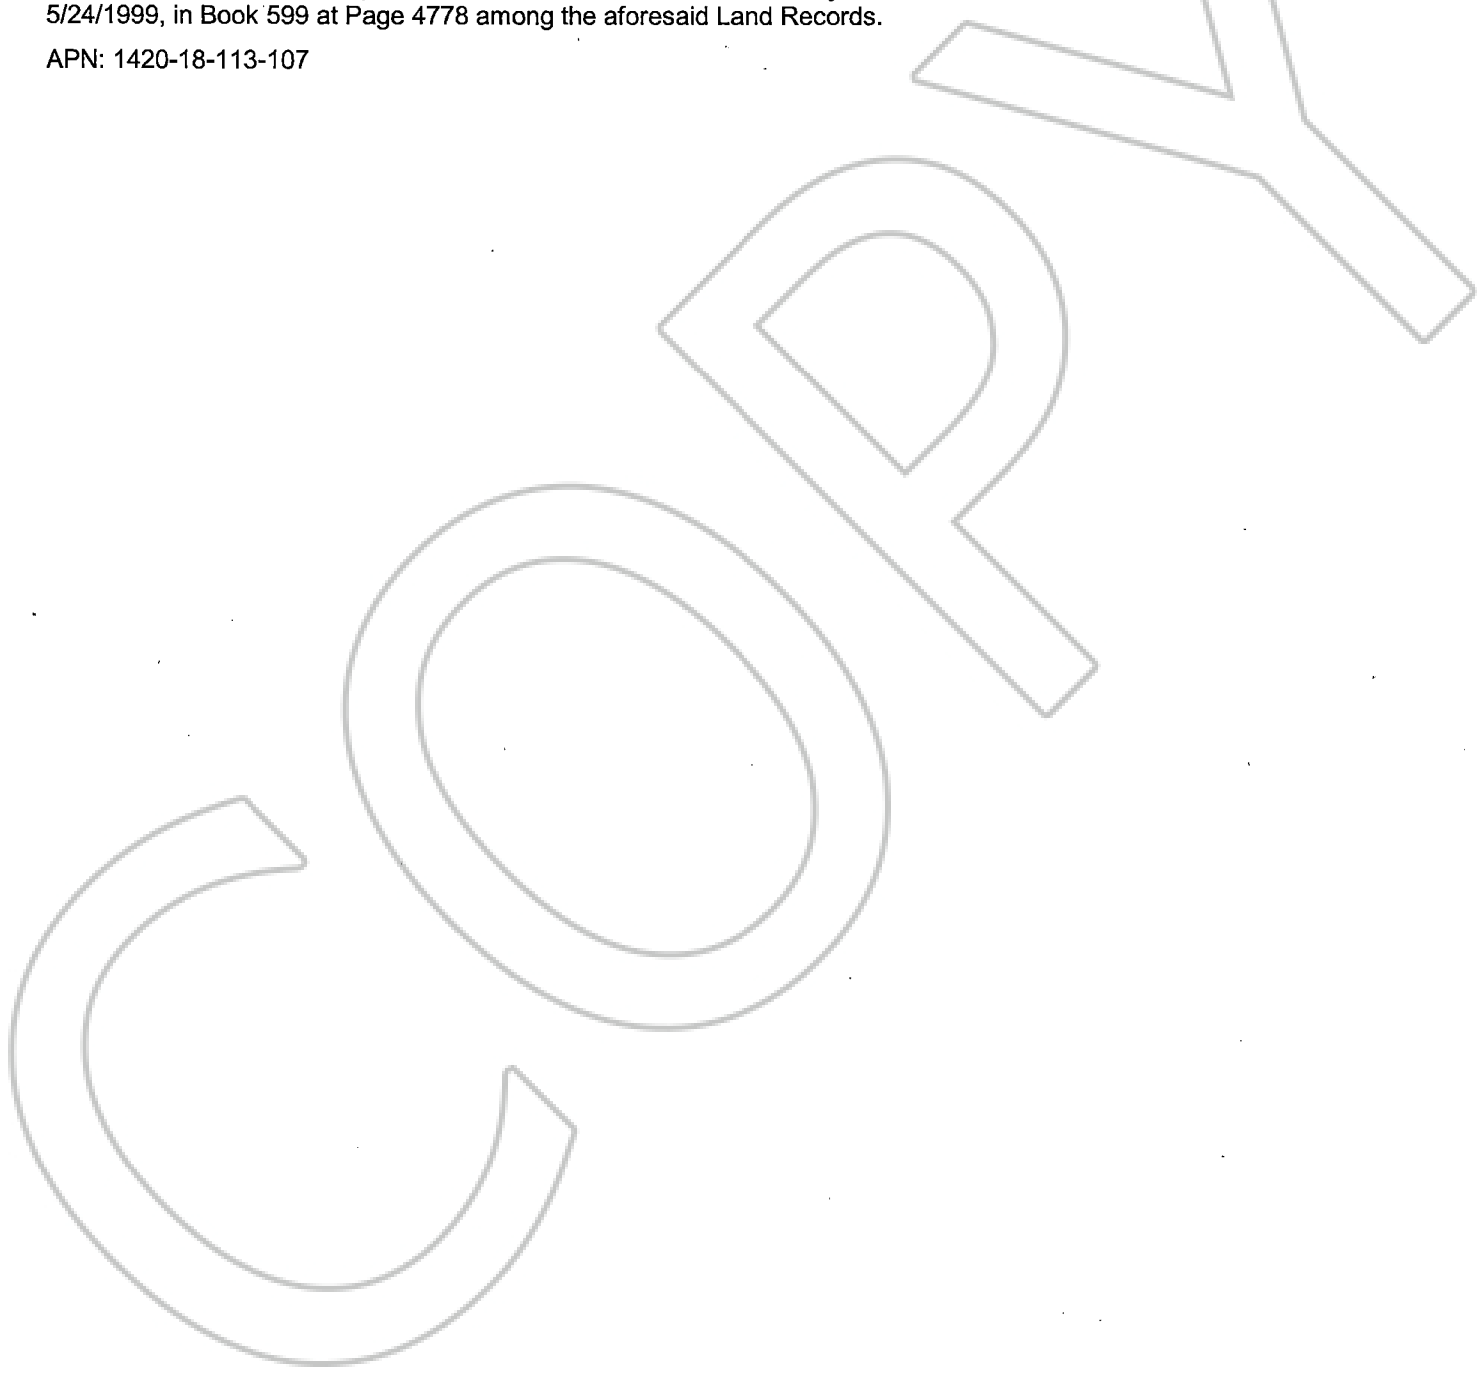 5/24/1999, in Book 599 at Page 4778 among the aforesaid Land Records.
APN: 1420-18-113-107
COPY